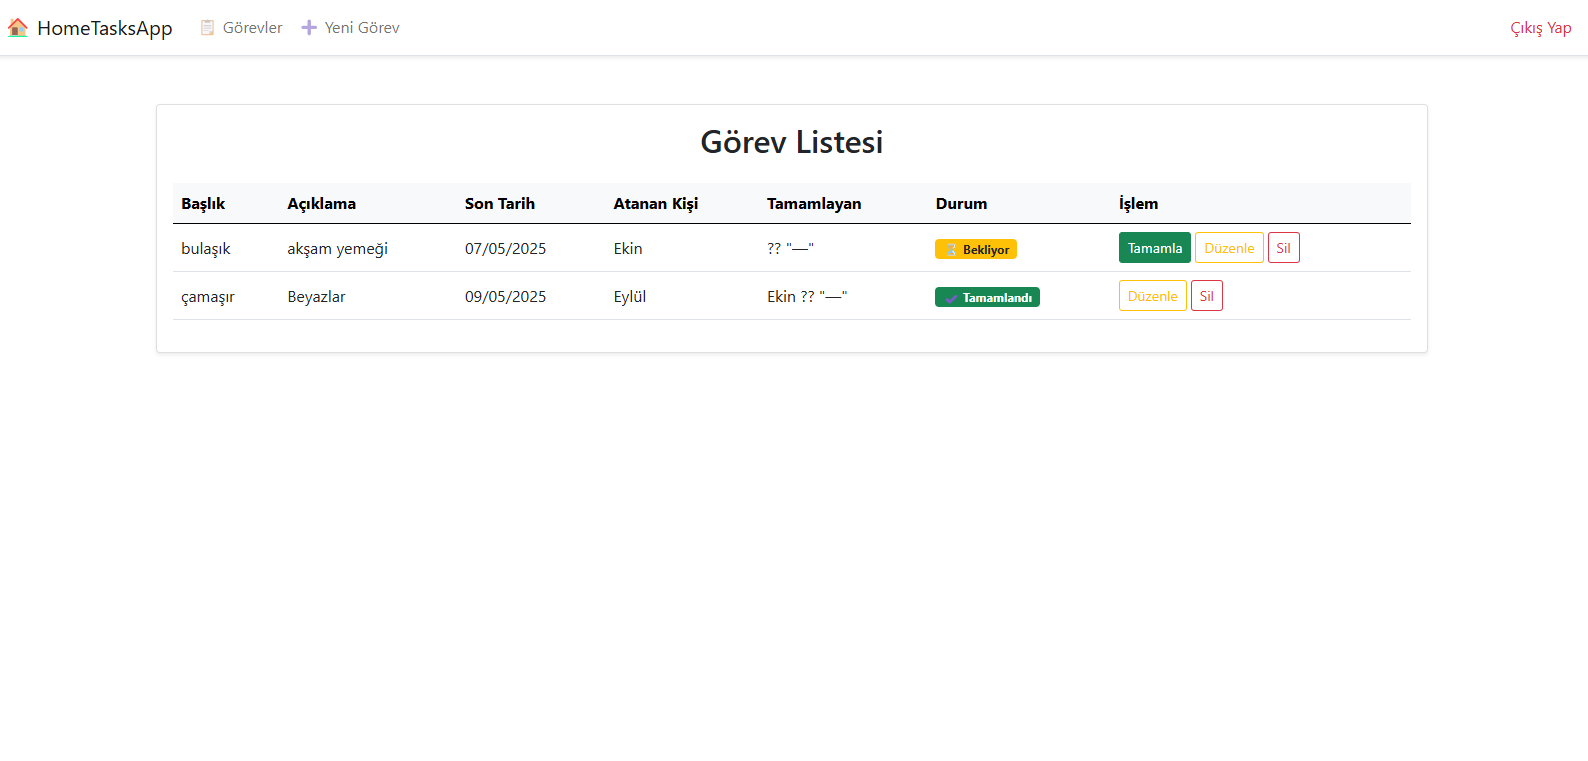 HomeTasksApp Görevler Yeni Görev Çıkış Yap
Görev Listesi
Başlık Açıklama Son Tarih Atanan Kişi Tamamlayan Durum İşlem
bulaşık akşam yemeği 07/05/2025 Ekin ?? "—" Bekliyor Tamamla Düzenle Sil
çamaşır Beyazlar 09/05/2025 Eylül Ekin ?? "—" Tamamlandı Düzenle Sil